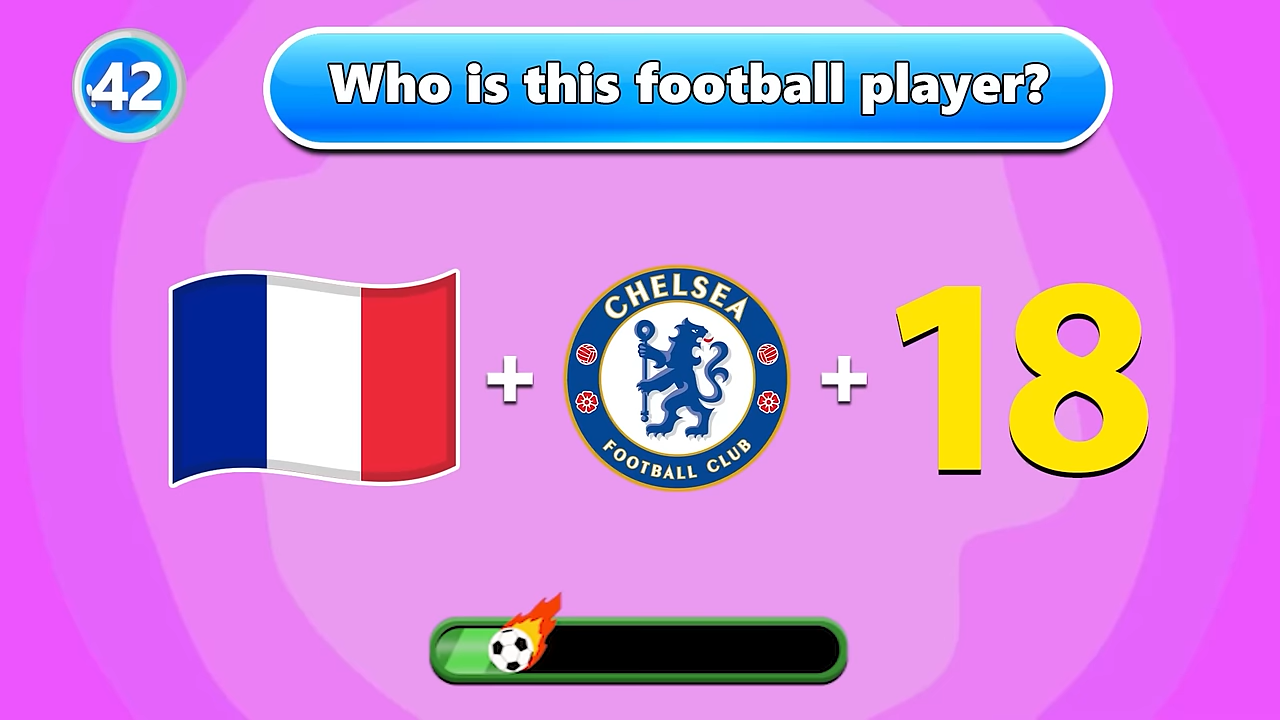 42
Who is this football player?
CHELSEA
FOOTBALL CLUB
+ + 18